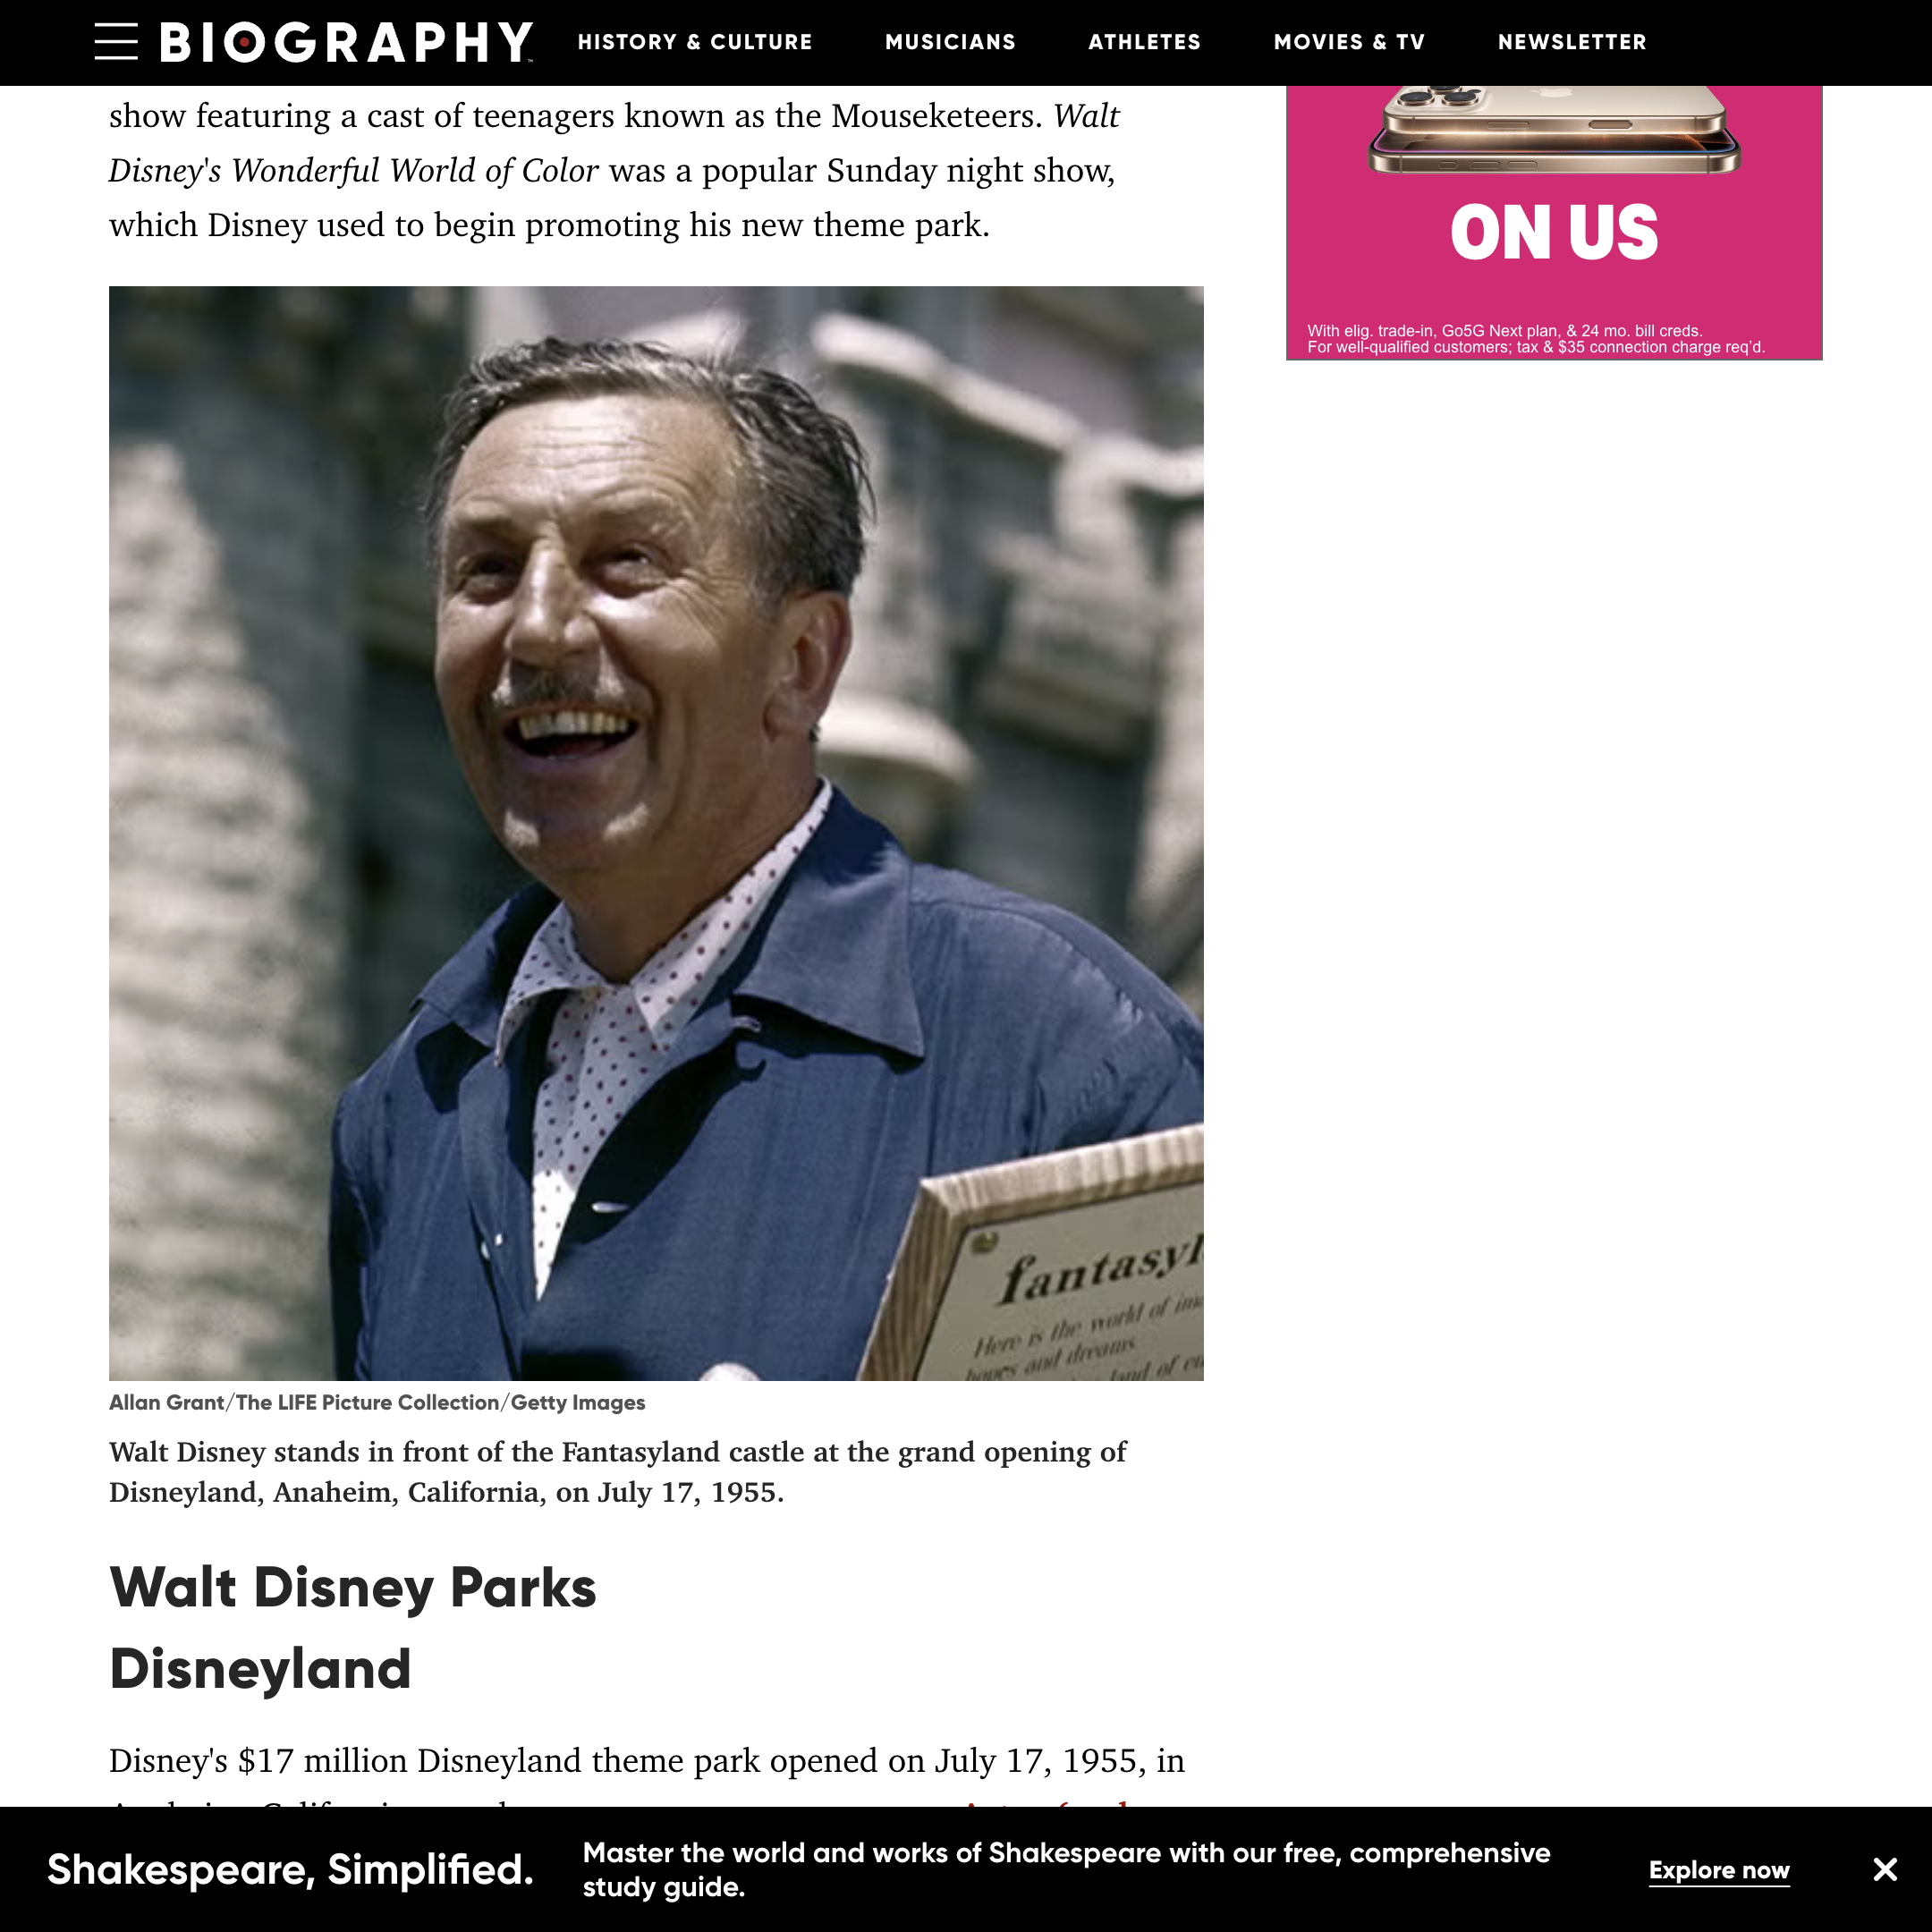 BIOGRAPHY
HISTORY & CULTURE
MUSICIANS
ATHLETES
MOVIES & TV
NEWSLETTER
show featuring a cast of teenagers known as the Mouseketeers. Walt
Disney's Wonderful World of Color was a popular Sunday night show,
which Disney used to begin promoting his new theme park.
ON US
With elig. trade-in, Go5G Next plan, & 24 mo. bill creds.
For well-qualified customers; tax & $35 connection charge req'd.
fantasyl
Here is the world of
hopes and dreams
land of
Allan Grant/The LIFE Picture Collection/Getty Images
Walt Disney stands in front of the Fantasyland castle at the grand opening of
Disneyland, Anaheim, California, on July 17, 1955.
Walt Disney Parks
Disneyland
Disney's $17 million Disneyland theme park opened on July 17, 1955, in
Shakespeare, Simplified.
Master the world and works of Shakespeare with our free, comprehensive
study guide.
Explore now